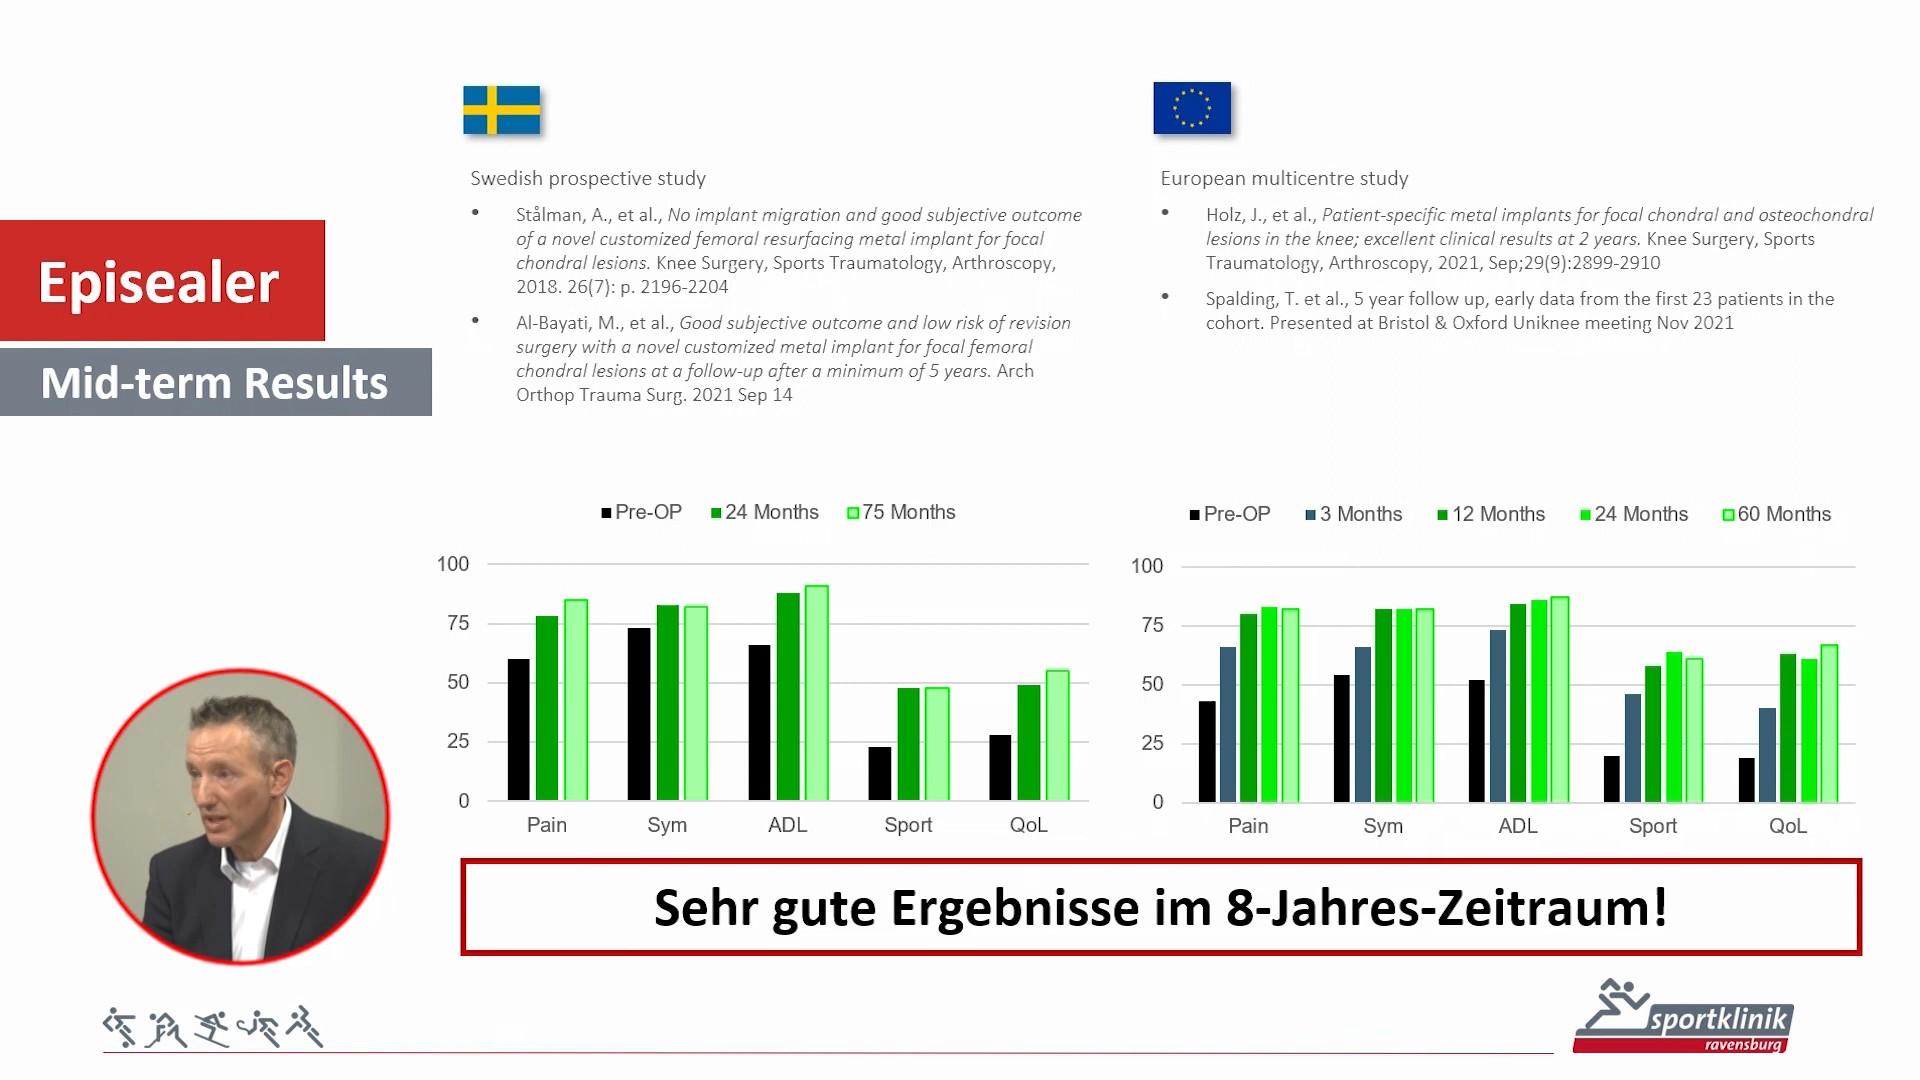 Episealer
Mid-term Results
Swedish prospective study
• Stålman, A., et al., No implant migration and good subjective outcome
of a novel customized femoral resurfacing metal implant for focal
chondral lesions. Knee Surgery, Sports Traumatology, Arthroscopy,
2018. 26(7): p. 2196-2204
• Al-Bayati, M., et al., Good subjective outcome and low risk of revision
surgery with a novel customized metal implant for focal femoral
chondral lesions at a follow-up after a minimum of 5 years. Arch
Orthop Trauma Surg. 2021 Sep 14
European multicentre study
• Holz, J., et al., Patient-specific metal implants for focal chondral and osteochondral
lesions in the knee; excellent clinical results at 2 years. Knee Surgery, Sports
Traumatology, Arthroscopy, 2021, Sep;29(9):2899-2910
• Spalding, T. et al., 5 year follow up, early data from the first 23 patients in the
cohort. Presented at Bristol & Oxford Uniknee meeting Nov 2021
Pre-OP 24 Months 75 Months
100
75
50
25
0
Pain Sym ADL Sport QoL
Pre-OP 3 Months 12 Months 24 Months 60 Months
100
75
50
25
0
Pain Sym ADL Sport QoL
Sehr gute Ergebnisse im 8-Jahres-Zeitraum!
sportklinik
ravensburg